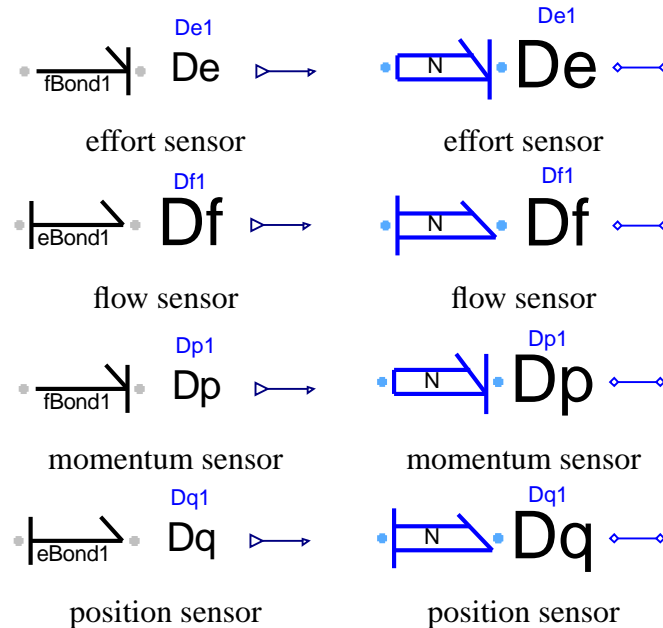 De1
De
fBond1
N
De
effort sensor
effort sensor
Df1
Df
eBond1
Df1
N
Df
flow sensor
flow sensor
Dp1
Dp
fBond1
Dp1
N
Dp
momentum sensor
momentum sensor
Dq1
Dq
eBond1
Dq1
N
Dq
position sensor
position sensor